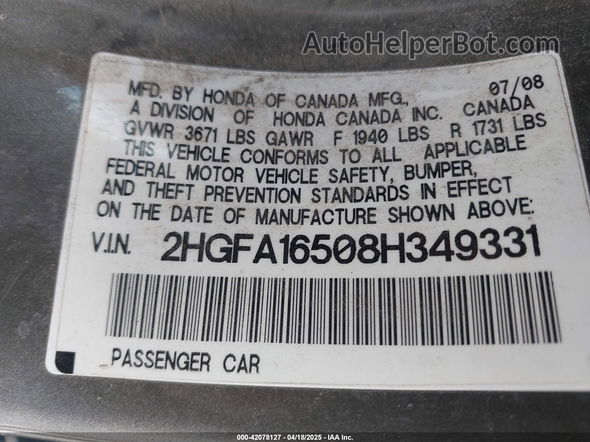 AutoHelperBot.com
MFD. BY HONDA OF CANADA MFG., 07/08
A DIVISION OF HONDA CANADA INC. CANADA
GVWR 3671 LBS GAWR F 1940 LBS R 1731 LBS
THIS VEHICLE CONFORMS TO ALL APPLICABLE
FEDERAL MOTOR VEHICLE SAFETY, BUMPER,
AND THEFT PREVENTION STANDARDS IN EFFECT
ON THE DATE OF MANUFACTURE SHOWN ABOVE:
V.I.N. 2HGFA16508H349331
_PASSENGER CAR
000-42078127 - 04/18/2025 - IAA Inc.